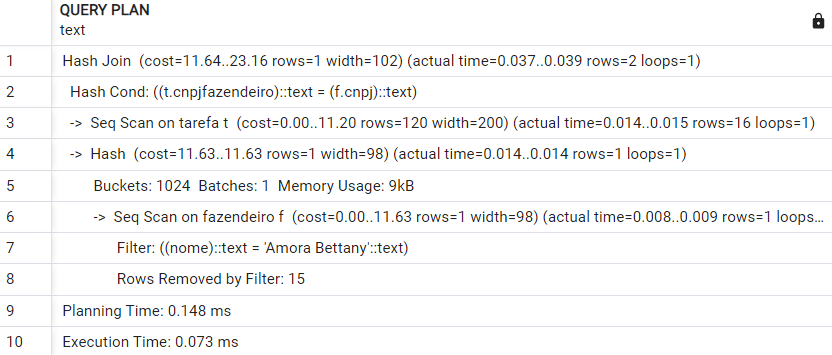 QUERY PLAN
text
1 Hash Join (cost=11.64..23.16 rows=1 width=102) (actual time=0.037..0.039 rows=2 loops=1)
2 Hash Cond: ((t.cnpjfazendeiro)::text = (f.cnpj)::text)
3 -> Seq Scan on tarefa t (cost=0.00..11.20 rows=120 width=200) (actual time=0.014..0.015 rows=16 loops=1)
4 -> Hash (cost=11.63..11.63 rows=1 width=98) (actual time=0.014..0.014 rows=1 loops=1)
5 Buckets: 1024 Batches: 1 Memory Usage: 9kB
6 -> Seq Scan on fazendeiro f (cost=0.00..11.63 rows=1 width=98) (actual time=0.008..0.009 rows=1 loops...
7 Filter: ((nome)::text = 'Amora Bettany'::text)
8 Rows Removed by Filter: 15
9 Planning Time: 0.148 ms
10 Execution Time: 0.073 ms